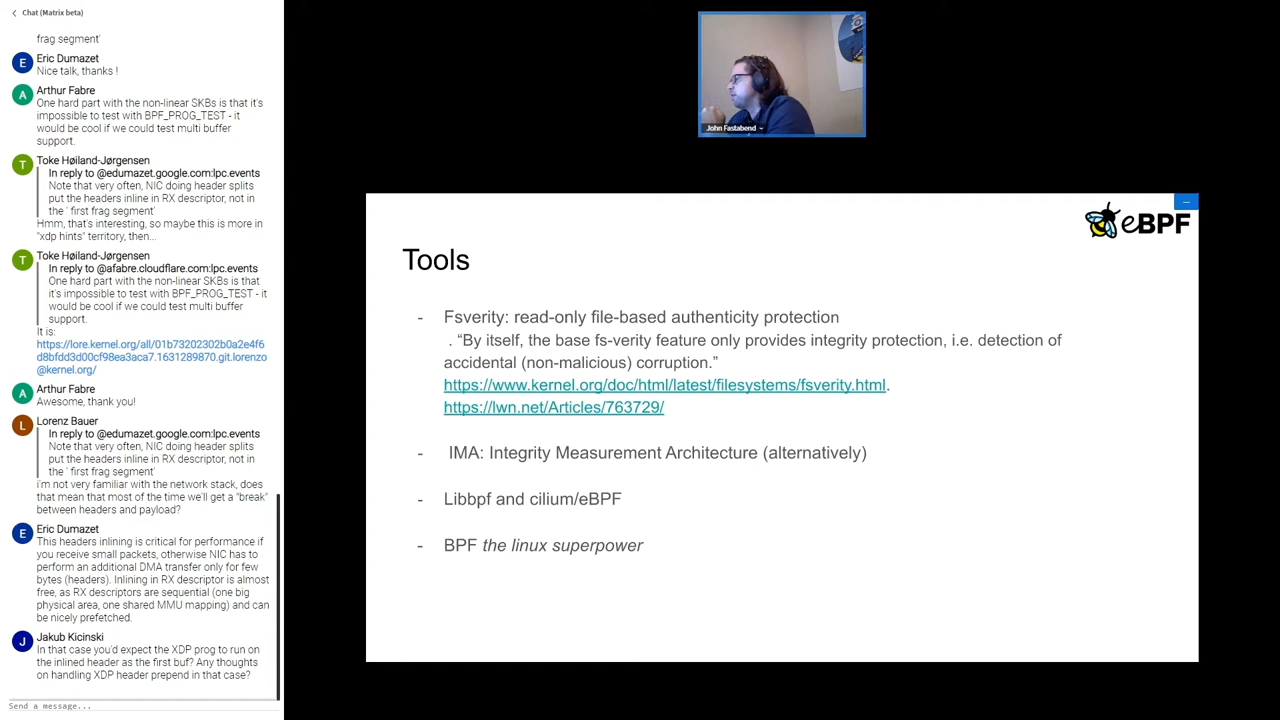 Chat (Matrix beta)
frag segment'
E
Eric Dumazet
Nice talk, thanks !
A
Arthur Fabre
One hard part with the non-linear SKBs is that it's
impossible to test with BPF_PROG_TEST - it
would be cool if we could test multi buffer
support.
T
Toke Høiland-Jørgensen
In reply to @edumazet.google.com:lpc.events
Note that very often, NIC doing header splits
put the headers inline in RX descriptor, not in
the ' first frag segment'
Hmm, that's interesting, so maybe this is more in
"xdp hints" territory, then...
T
Toke Høiland-Jørgensen
In reply to @afabre.cloudflare.com:lpc.events
One hard part with the non-linear SKBs is that
it's impossible to test with BPF_PROG_TEST - it
would be cool if we could test multi buffer
support.
It is:
https://lore.kernel.org/all/01b73202302b0a2e4f6
d8bfdd3d00cf98ea3aca7.1631289870.git.lorenzo
@kernel.org/
A
Arthur Fabre
Awesome, thank you!
L
Lorenz Bauer
In reply to @edumazet.google.com:lpc.events
Note that very often, NIC doing header splits
put the headers inline in RX descriptor, not in
the ' first frag segment'
i'm not very familiar with the network stack, does
that mean that most of the time we'll get a "break"
between headers and payload?
E
Eric Dumazet
This headers inlining is critical for performance if
you receive small packets, otherwise NIC has to
perform an additional DMA transfer only for few
bytes (headers). Inlining in RX descriptor is almost
free, as RX descriptors are sequential (one big
physical area, one shared MMU mapping) and can
be nicely prefetched.
J
Jakub Kicinski
In that case you'd expect the XDP prog to run on
the inlined header as the first buf? Any thoughts
on handling XDP header prepend in that case?
Send a message...
John Fastabend
eBPF
Tools
- Fsverity: read-only file-based authenticity protection
. “By itself, the base fs-verity feature only provides integrity protection, i.e. detection of
accidental (non-malicious) corruption.”
https://www.kernel.org/doc/html/latest/filesystems/fsverity.html.
https://lwn.net/Articles/763729/
- IMA: Integrity Measurement Architecture (alternatively)
- Libbpf and cilium/eBPF
- BPF the linux superpower